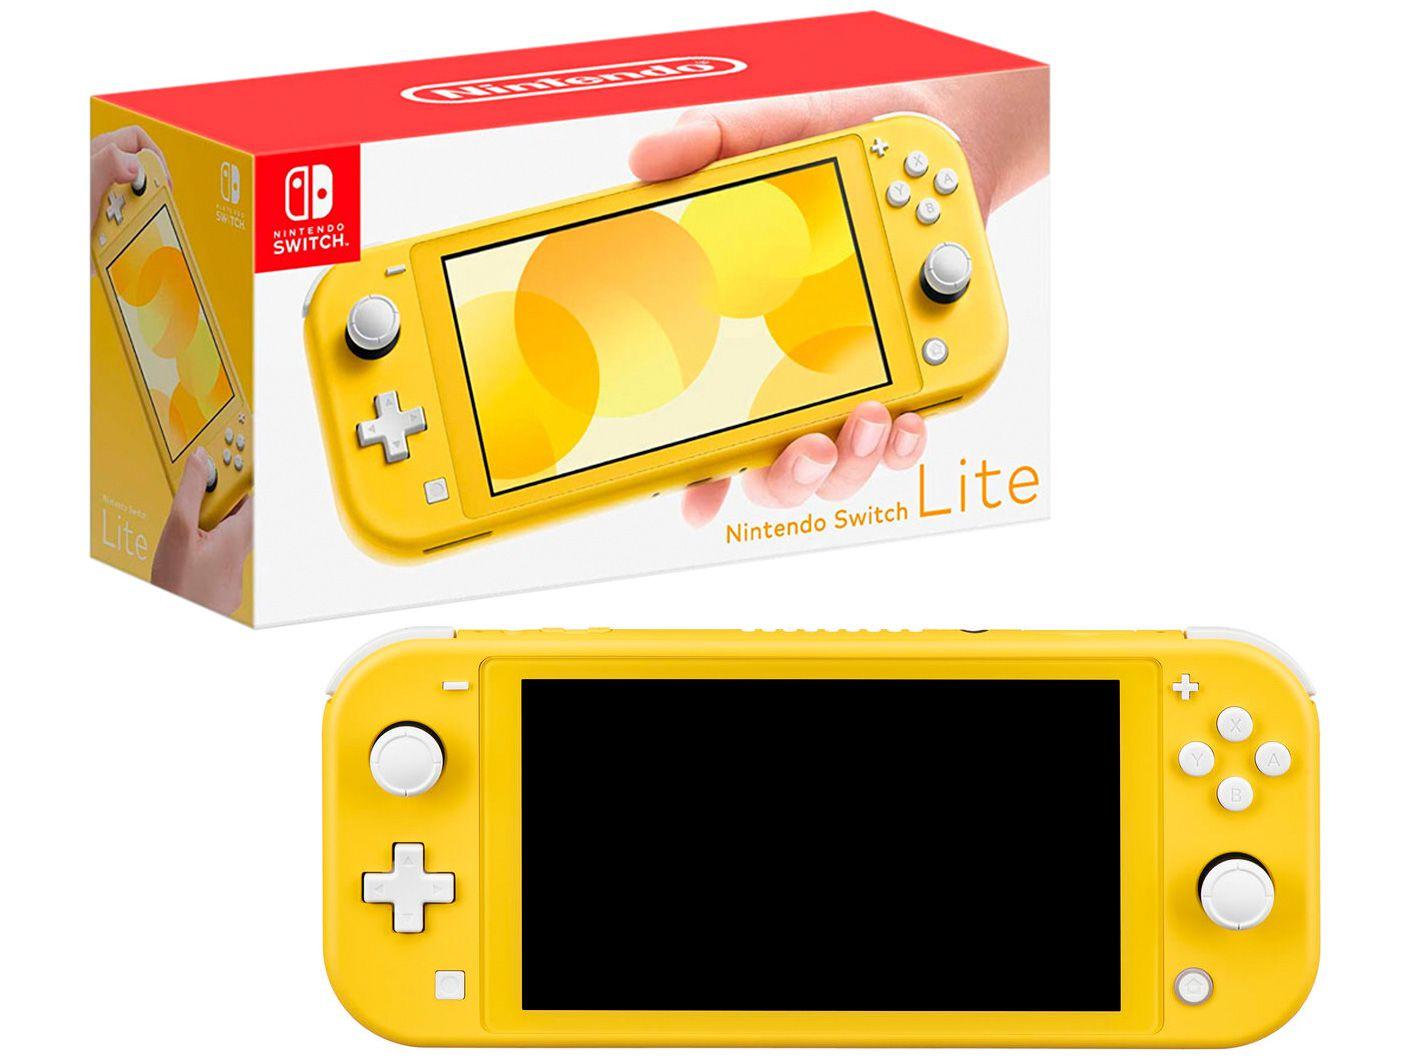 Nintendo
NINTENDO
SWITCH.
NINTENDO
SWITCH.
X
Y
A
B
Nintendo Switch Lite
Nintendo Switch
Lite
X
Y
A
B